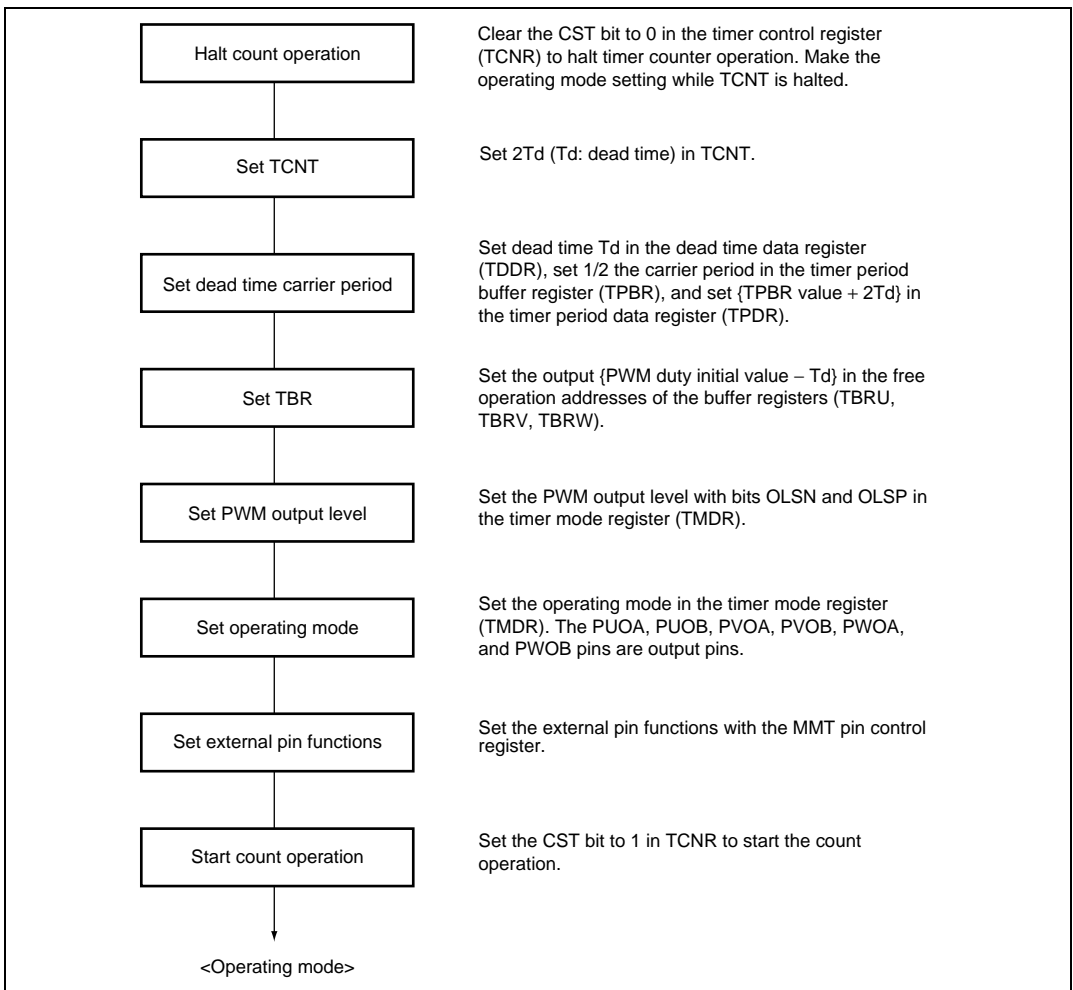 Halt count operation
Clear the CST bit to 0 in the timer control register
(TCNR) to halt timer counter operation. Make the
operating mode setting while TCNT is halted.
Set TCNT
Set 2Td (Td: dead time) in TCNT.
Set dead time carrier period
Set dead time Td in the dead time data register
(TDDR), set 1/2 the carrier period in the timer period
buffer register (TPBR), and set {TPBR value + 2Td} in
the timer period data register (TPDR).
Set TBR
Set the output {PWM duty initial value − Td} in the free
operation addresses of the buffer registers (TBRU,
TBRV, TBRW).
Set PWM output level
Set the PWM output level with bits OLSN and OLSP in
the timer mode register (TMDR).
Set operating mode
Set the operating mode in the timer mode register
(TMDR). The PUOA, PUOB, PVOA, PVOB, PWOA,
and PWOB pins are output pins.
Set external pin functions
Set the external pin functions with the MMT pin control
register.
Start count operation
Set the CST bit to 1 in TCNR to start the count
operation.
<Operating mode>